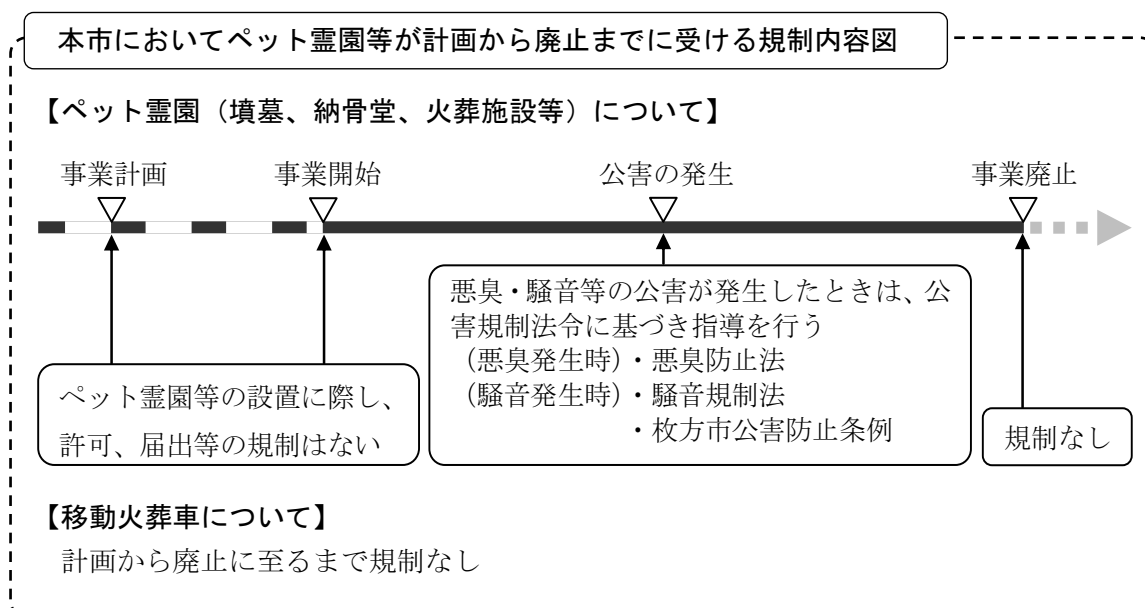 本市においてペット霊園等が計画から廃止までに受ける規制内容図
【ペット霊園（墳墓、納骨堂、火葬施設等）について】
事業計画
事業開始
公害の発生
事業廃止
悪臭・騒音等の公害が発生したときは、公
害規制法令に基づき指導を行う
（悪臭発生時）・悪臭防止法
（騒音発生時）・騒音規制法
・枚方市公害防止条例
ペット霊園等の設置に際し、
許可、届出等の規制はない
規制なし
【移動火葬車について】
計画から廃止に至るまで規制なし